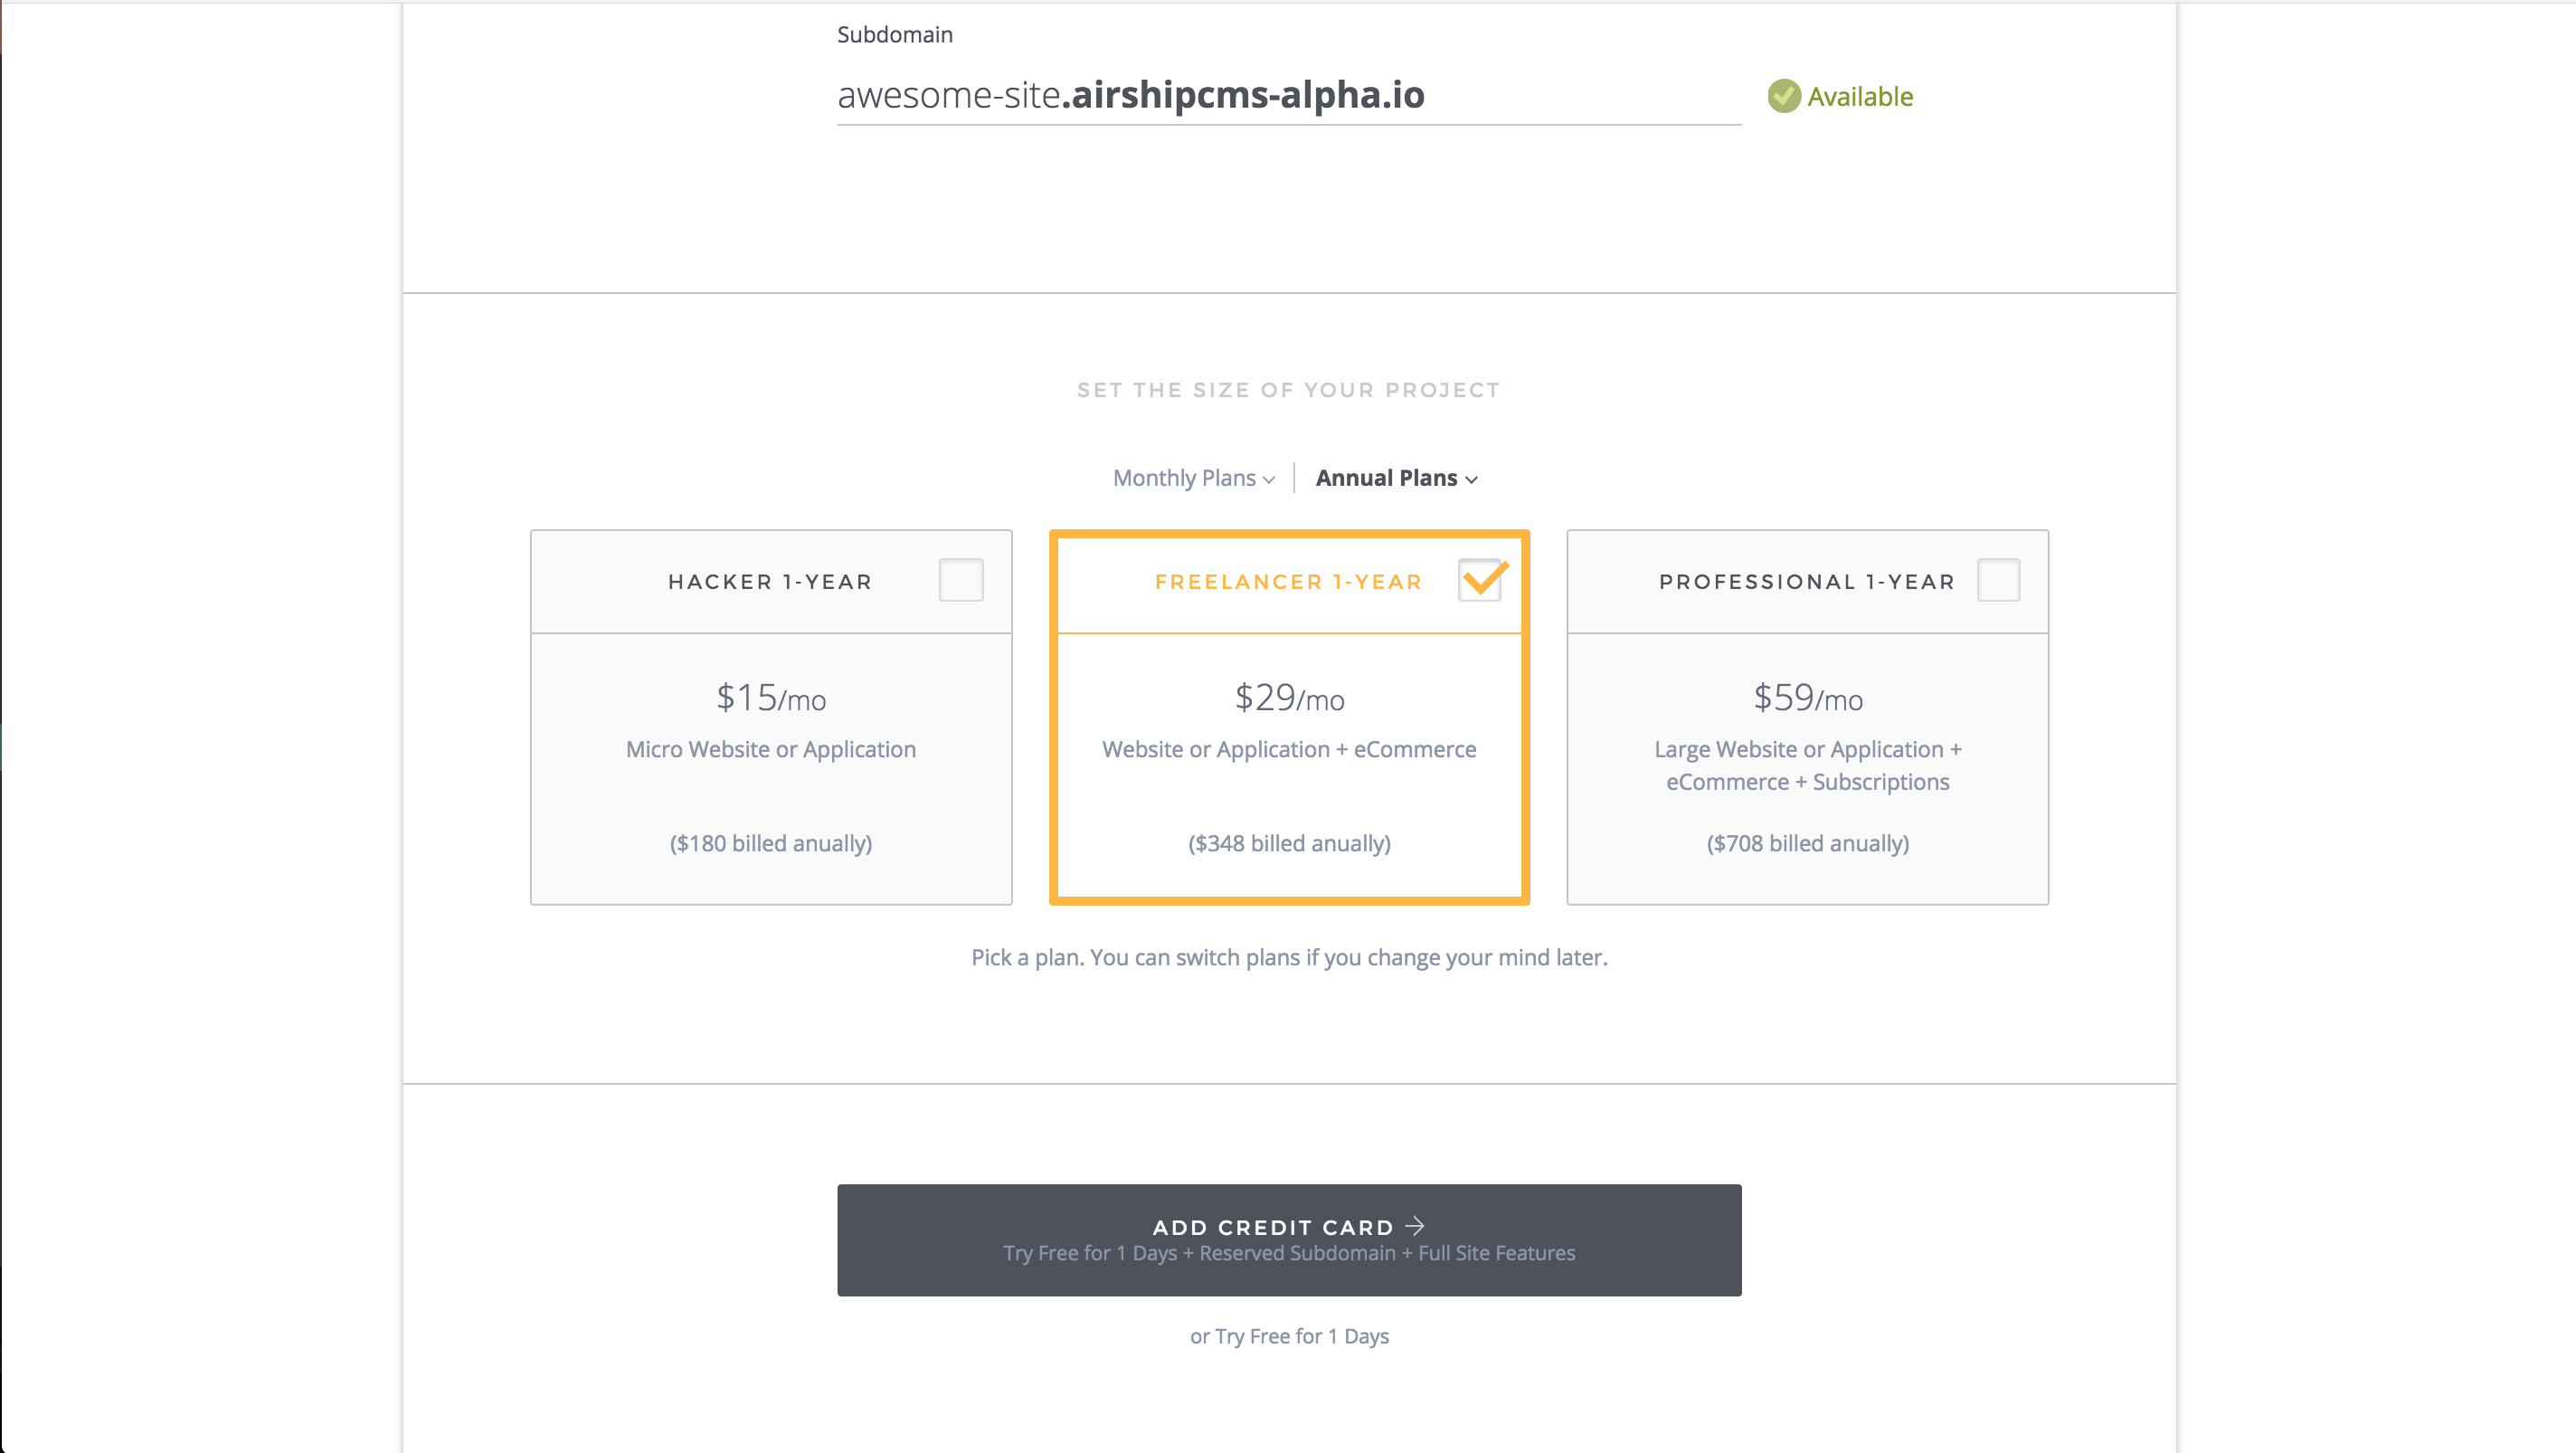 Subdomain
awesome-site.airshipcms-alpha.io
Available
SET THE SIZE OF YOUR PROJECT
Monthly Plans
Annual Plans
HACKER 1-YEAR
$15/mo
Micro Website or Application
($180 billed anually)
FREELANCER 1-YEAR
$29/mo
Website or Application + eCommerce
($348 billed anually)
PROFESSIONAL 1-YEAR
$59/mo
Large Website or Application +
eCommerce + Subscriptions
($708 billed anually)
Pick a plan. You can switch plans if you change your mind later.
ADD CREDIT CARD →
Try Free for 1 Days + Reserved Subdomain + Full Site Features
or Try Free for 1 Days